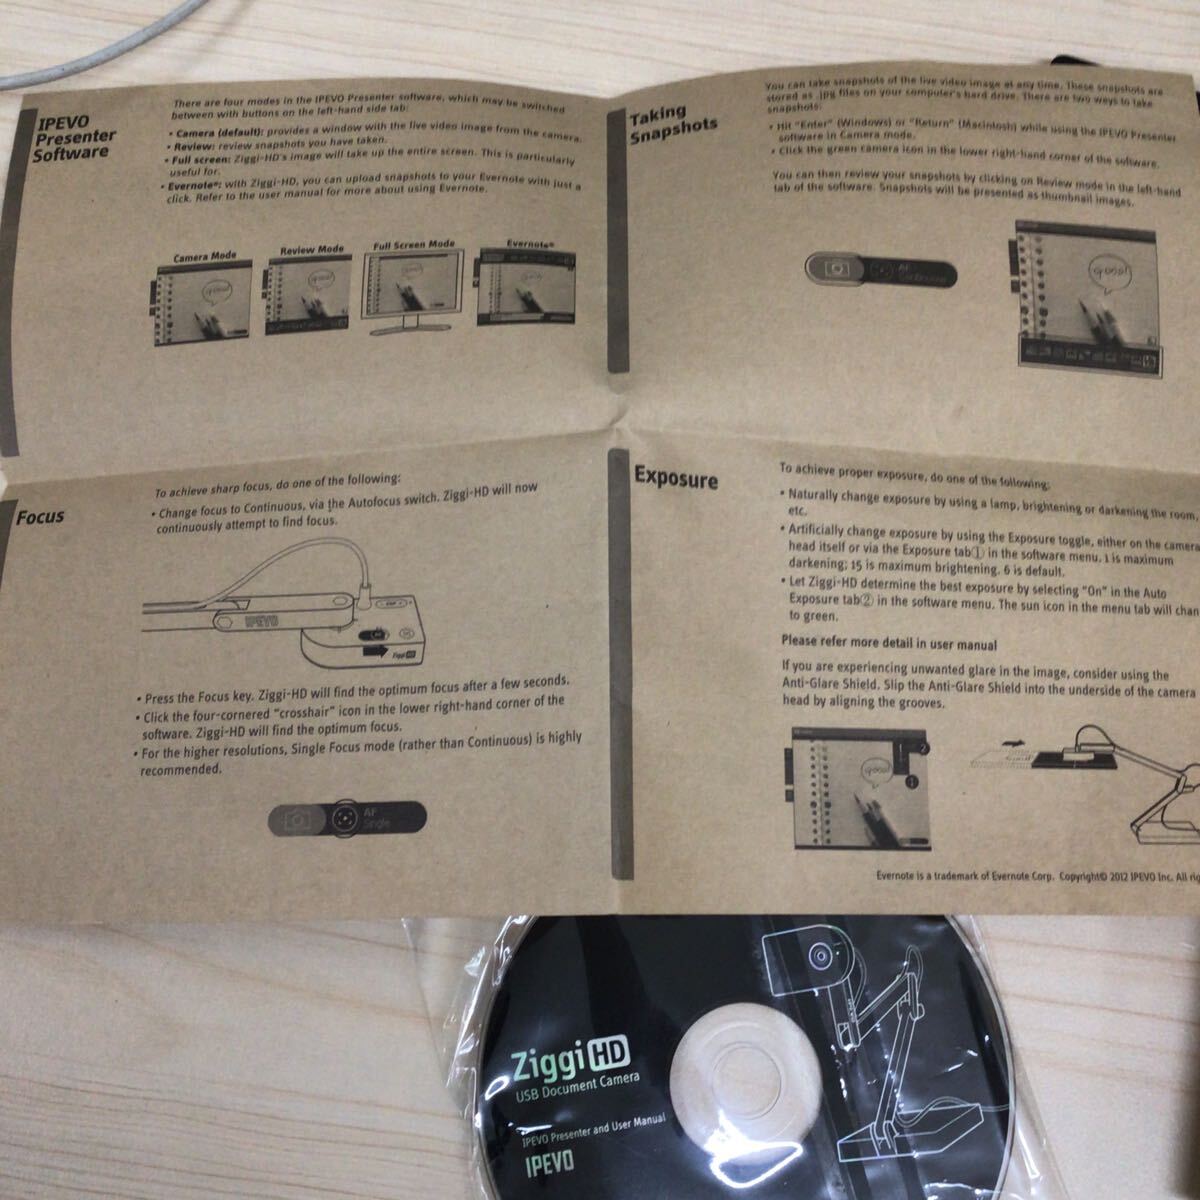 IPEVO
Presenter
Software
There are four modes in the IPEVO Presenter software, which may be switched
between with buttons on the left-hand side tab:
• Camera (default): provides a window with the live video image from the camera.
• Review: review snapshots you have taken.
• Full screen: Ziggi-HD's image will take up the entire screen. This is particularly
useful for.
• Evernote®: with Ziggi-HD, you can upload snapshots to your Evernote with just a
click. Refer to the user manual for more about using Evernote.
Camera Mode
Review Mode
Full Screen Mode
Evernote®
Taking
Snapshots
You can take snapshots of the live video image at any time. These snapshots are
stored as .jpg files on your computer's hard drive. There are two ways to take
snapshots:
• Hit "Enter" (Windows) or "Return" (Macintosh) while using the IPEVO Presenter
software in Camera mode.
• Click the green camera icon in the lower right-hand corner of the software.
You can then review your snapshots by clicking on Review mode in the left-hand
tab of the software. Snapshots will be presented as thumbnail images.
AF
Continuous
Focus
To achieve sharp focus, do one of the following:
• Change focus to Continuous, via the Autofocus switch. Ziggi-HD will now
continuously attempt to find focus.
IPEVO
Ziggi HD
• Press the Focus key. Ziggi-HD will find the optimum focus after a few seconds.
• Click the four-cornered "crosshair" icon in the lower right-hand corner of the
software. Ziggi-HD will find the optimum focus.
• For the higher resolutions, Single Focus mode (rather than Continuous) is highly
recommended.
AF
Single
Exposure
To achieve proper exposure, do one of the following:
• Naturally change exposure by using a lamp, brightening or darkening the room,
etc.
• Artificially change exposure by using the Exposure toggle, either on the camera
head itself or via the Exposure tab① in the software menu. 1 is maximum
darkening; 15 is maximum brightening. 6 is default.
• Let Ziggi-HD determine the best exposure by selecting "On" in the Auto
Exposure tab② in the software menu. The sun icon in the menu tab will chan
to green.
Please refer more detail in user manual
If you are experiencing unwanted glare in the image, consider using the
Anti-Glare Shield. Slip the Anti-Glare Shield into the underside of the camera
head by aligning the grooves.
2
1
Evernote is a trademark of Evernote Corp. Copyright© 2012 IPEVO Inc. All rig
Ziggi HD
USB Document Camera
IPEVO Presenter and User Manual
IPEVO